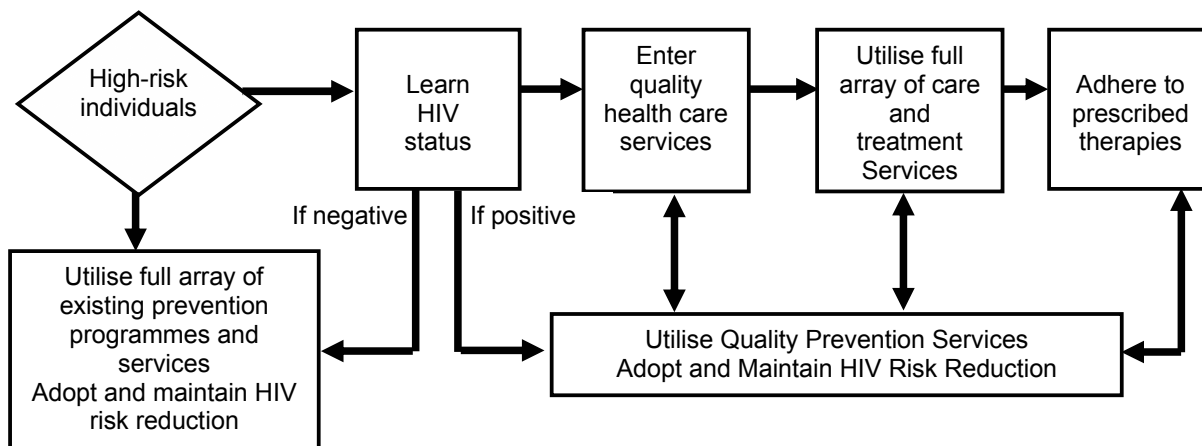 High-risk
individuals
Learn
HIV
status
Enter
quality
health care
services
Utilise full
array of care
and
treatment
Services
Adhere to
prescribed
therapies
If negative
If positive
Utilise full array of
existing prevention
programmes and
services
Adopt and maintain HIV
risk reduction
Utilise Quality Prevention Services
Adopt and Maintain HIV Risk Reduction